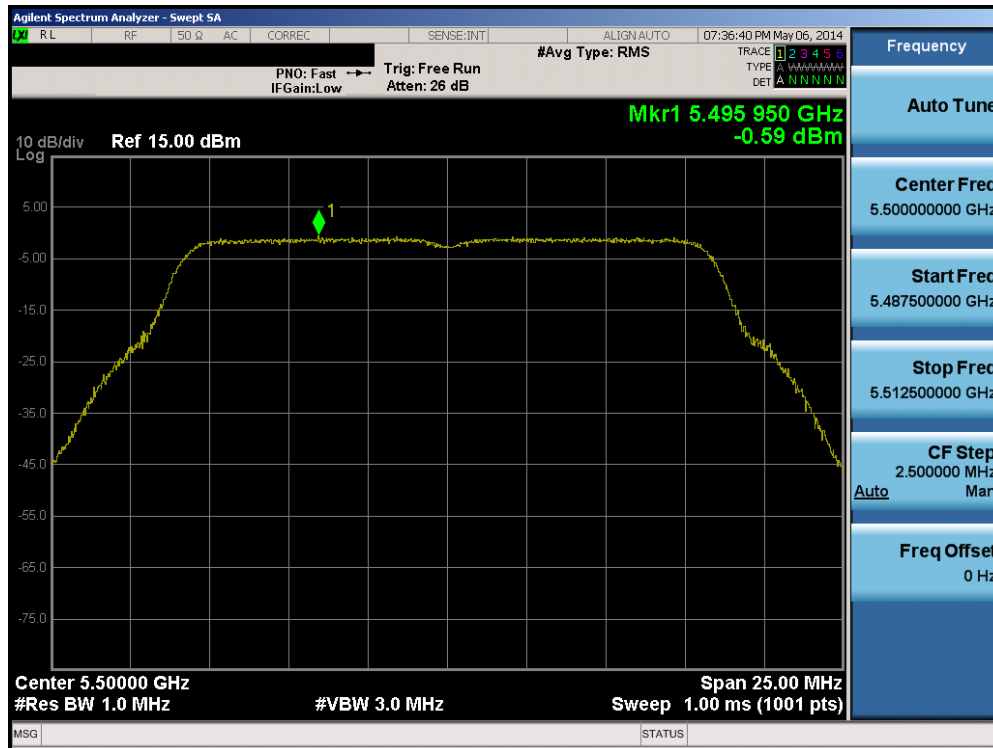 Agilent Spectrum Analyzer - Swept SA
LXI RL RF 50 Ω AC CORREC SENSE:INT ALIGN AUTO 07:36:40 PM May 06, 2014
#Avg Type: RMS
TRACE 1 2 3 4 5 6
TYPE A WWWWW
DET A N N N N N
PNO: Fast
IFGain:Low
Trig: Free Run
Atten: 26 dB
Mkr1 5.495 950 GHz
-0.59 dBm
10 dB/div Ref 15.00 dBm
Log
1
5.00
-5.00
-15.0
-25.0
-35.0
-45.0
-55.0
-65.0
-75.0
Center 5.50000 GHz
Span 25.00 MHz
#Res BW 1.0 MHz
#VBW 3.0 MHz
Sweep 1.00 ms (1001 pts)
MSG
STATUS
Frequency
Auto Tune
Center Freq
5.500000000 GHz
Start Freq
5.487500000 GHz
Stop Freq
5.512500000 GHz
CF Step
2.500000 MHz
Auto Man
Freq Offset
0 Hz